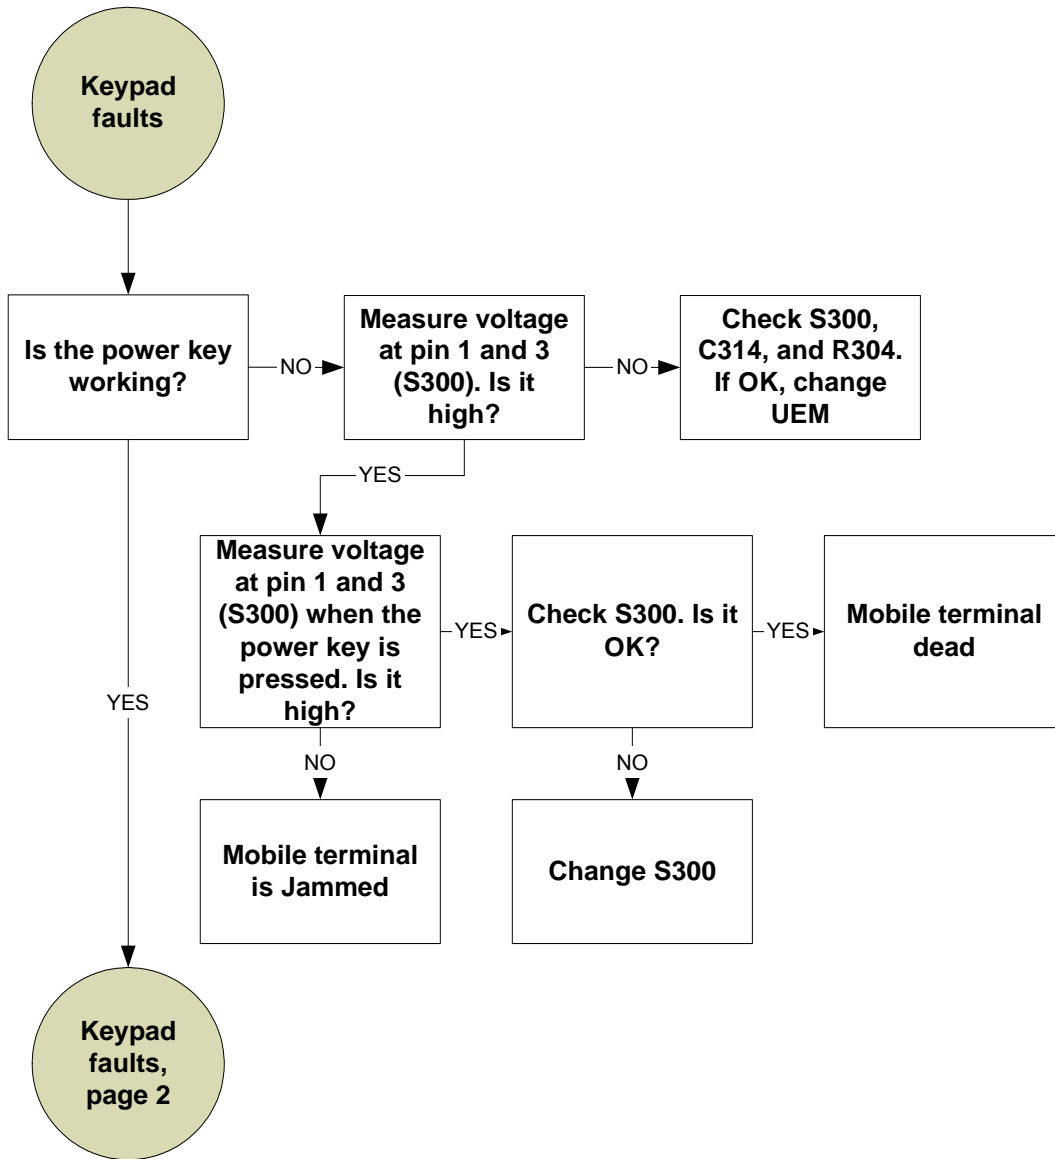 Keypad
faults
Is the power key
working?
NO
Measure voltage
at pin 1 and 3
(S300). Is it
high?
NO
Check S300,
C314, and R304.
If OK, change
UEM
YES
Measure voltage
at pin 1 and 3
(S300) when the
power key is
pressed. Is it
high?
YES
Check S300. Is it
OK?
YES
Mobile terminal
dead
YES
NO
NO
Mobile terminal
is Jammed
Change S300
Keypad
faults,
page 2